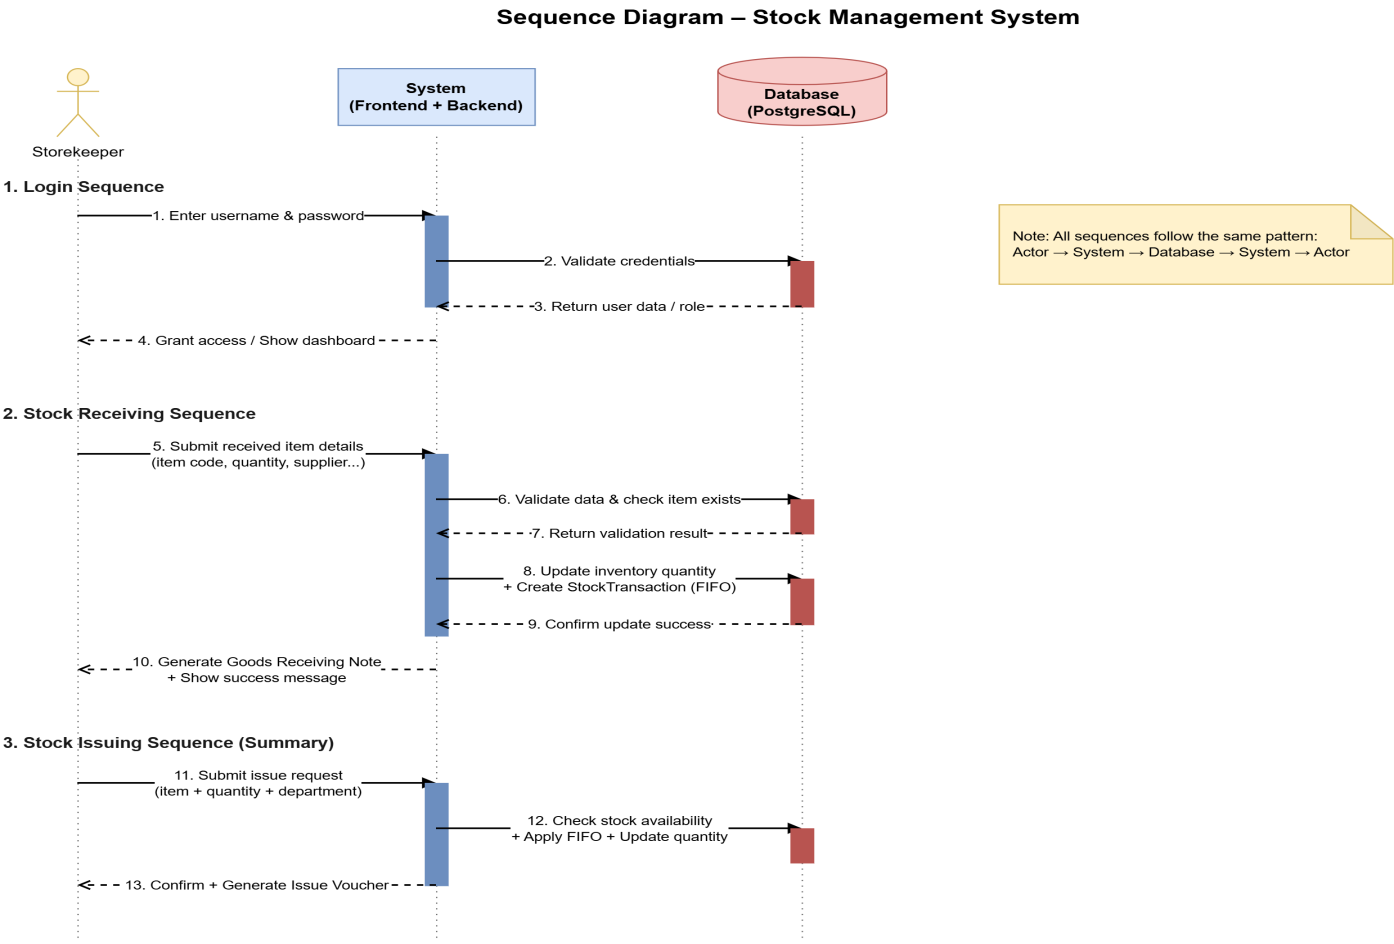 Sequence Diagram – Stock Management System
System
(Frontend + Backend)
Database
(PostgreSQL)
Storekeeper
1. Login Sequence
1. Enter username & password
Note: All sequences follow the same pattern:
Actor → System → Database → System → Actor
2. Validate credentials
3. Return user data / role
4. Grant access / Show dashboard
2. Stock Receiving Sequence
5. Submit received item details
(item code, quantity, supplier...)
6. Validate data & check item exists
7. Return validation result
8. Update inventory quantity
+ Create StockTransaction (FIFO)
9. Confirm update success
10. Generate Goods Receiving Note
+ Show success message
3. Stock Issuing Sequence (Summary)
11. Submit issue request
(item + quantity + department)
12. Check stock availability
+ Apply FIFO + Update quantity
13. Confirm + Generate Issue Voucher